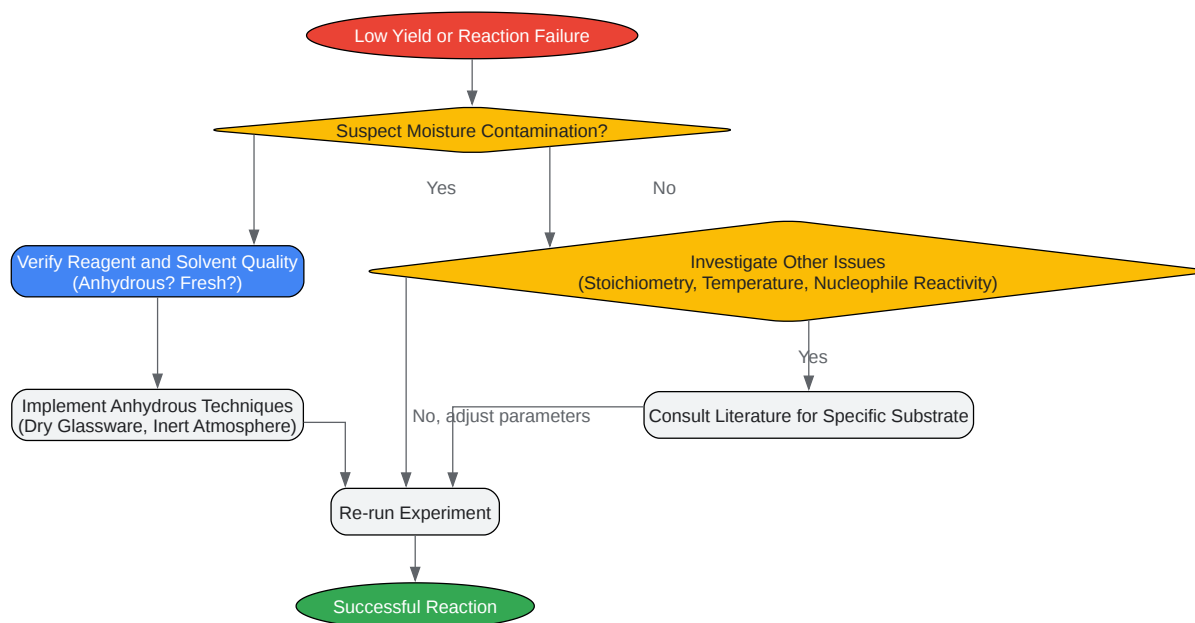 Low Yield or Reaction Failure
Suspect Moisture Contamination?
Yes
No
Verify Reagent and Solvent Quality
(Anhydrous? Fresh?)
Investigate Other Issues
(Stoichiometry, Temperature, Nucleophile Reactivity)
Yes
Implement Anhydrous Techniques
(Dry Glassware, Inert Atmosphere)
No, adjust parameters
Consult Literature for Specific Substrate
Re-run Experiment
Successful Reaction